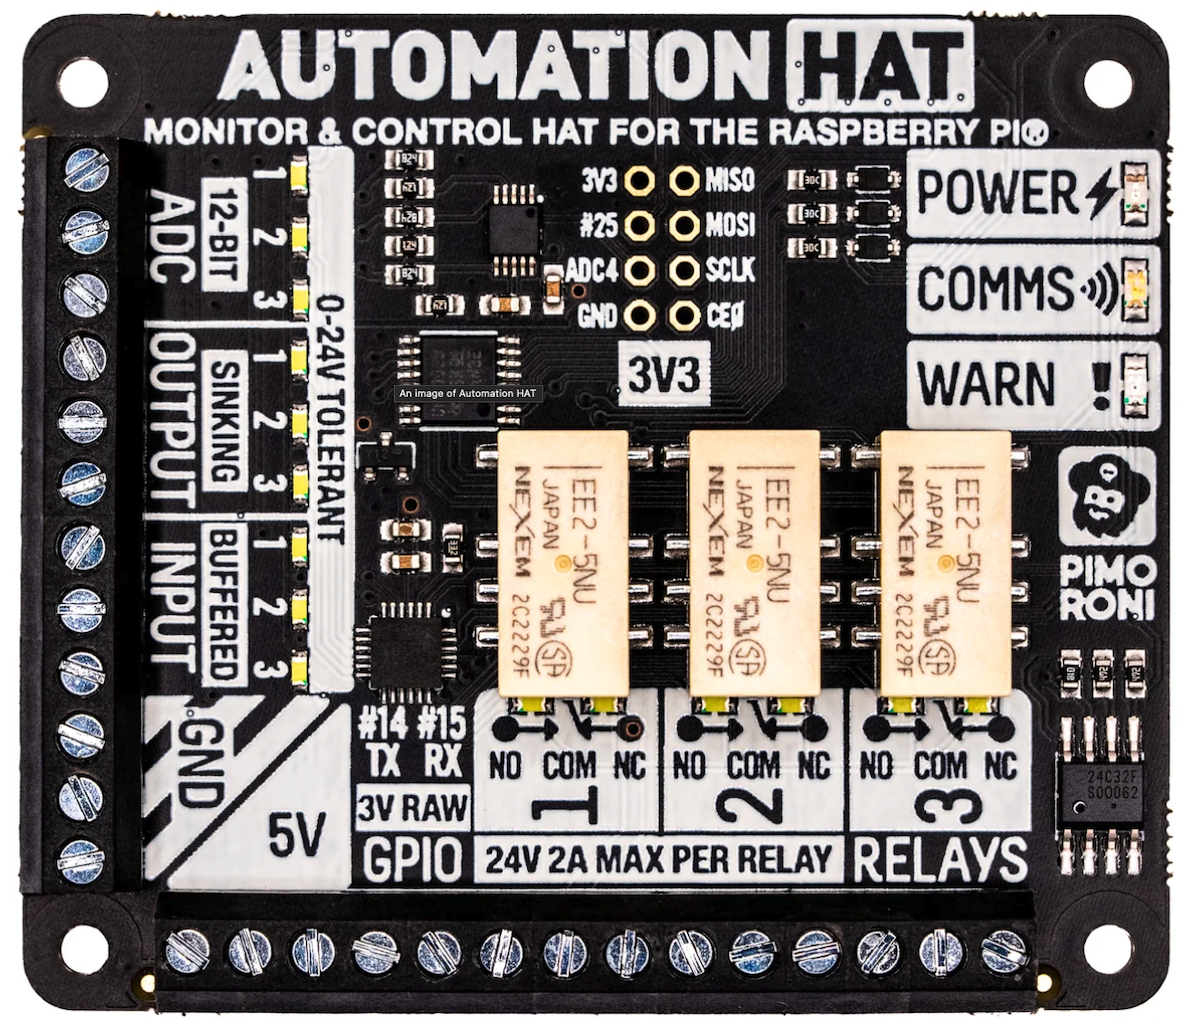 AUTOMATION HAT
MONITOR & CONTROL HAT FOR THE RASPBERRY PI®
12-BIT
ADC
1
2
3
SINKING
OUTPUT
1
2
3
BUFFERED
INPUT
1
2
3
0-24V TOLERANT
GND
5V
3V3 MISO
#25 MOSI
ADC4 SCLK
GND CE0
3V3
POWER
COMMS
WARN !
An image of Automation HAT
EE2-5NU
JAPAN
NEXEM 2C2229F
EE2-5NU
JAPAN
NEXEM 2C2229F
EE2-5NU
JAPAN
NEXEM 2C2229F
PIMO
RONI
24C32F
S00062
#14 #15
TX RX
3V RAW
GPIO
NO COM NC
1
NO COM NC
2
NO COM NC
3
24V 2A MAX PER RELAY
RELAYS